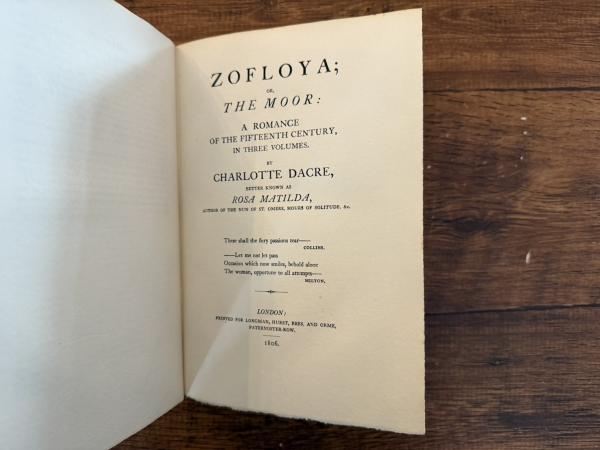 ZOFLOYA;
OR,
THE MOOR:
A ROMANCE
OF THE FIFTEENTH CENTURY,
IN THREE VOLUMES.
BY
CHARLOTTE DACRE,
BETTER KNOWN AS
ROSA MATILDA,
AUTHOR OF THE NUN OF ST. OMERS, HOURS OF SOLITUDE, &c.
These shall the fury passions tear——
COLLINS.
——Let me not let pass
Occasion which now smiles, behold alone
The woman, opportune to all attempts——
MILTON.
LONDON:
PRINTED FOR LONGMAN, HURST, REES, AND ORME,
PATERNOSTER-ROW.
1806.